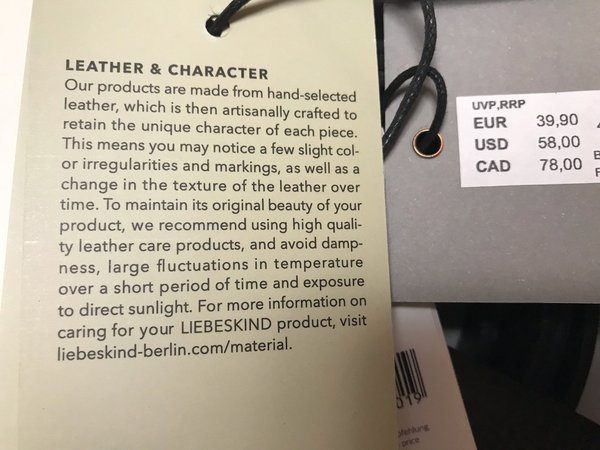 LEATHER & CHARACTER
Our products are made from hand-selected
leather, which is then artisanally crafted to
retain the unique character of each piece.
This means you may notice a few slight col-
or irregularities and markings, as well as a
change in the texture of the leather over
time. To maintain its original beauty of your
product, we recommend using high quali-
ty leather care products, and avoid damp-
ness, large fluctuations in temperature
over a short period of time and exposure
to direct sunlight. For more information on
caring for your LIEBESKIND product, visit
liebeskind-berlin.com/material.
UVP,RRP
EUR 39,90
USD 58,00
CAD 78,00
019
price